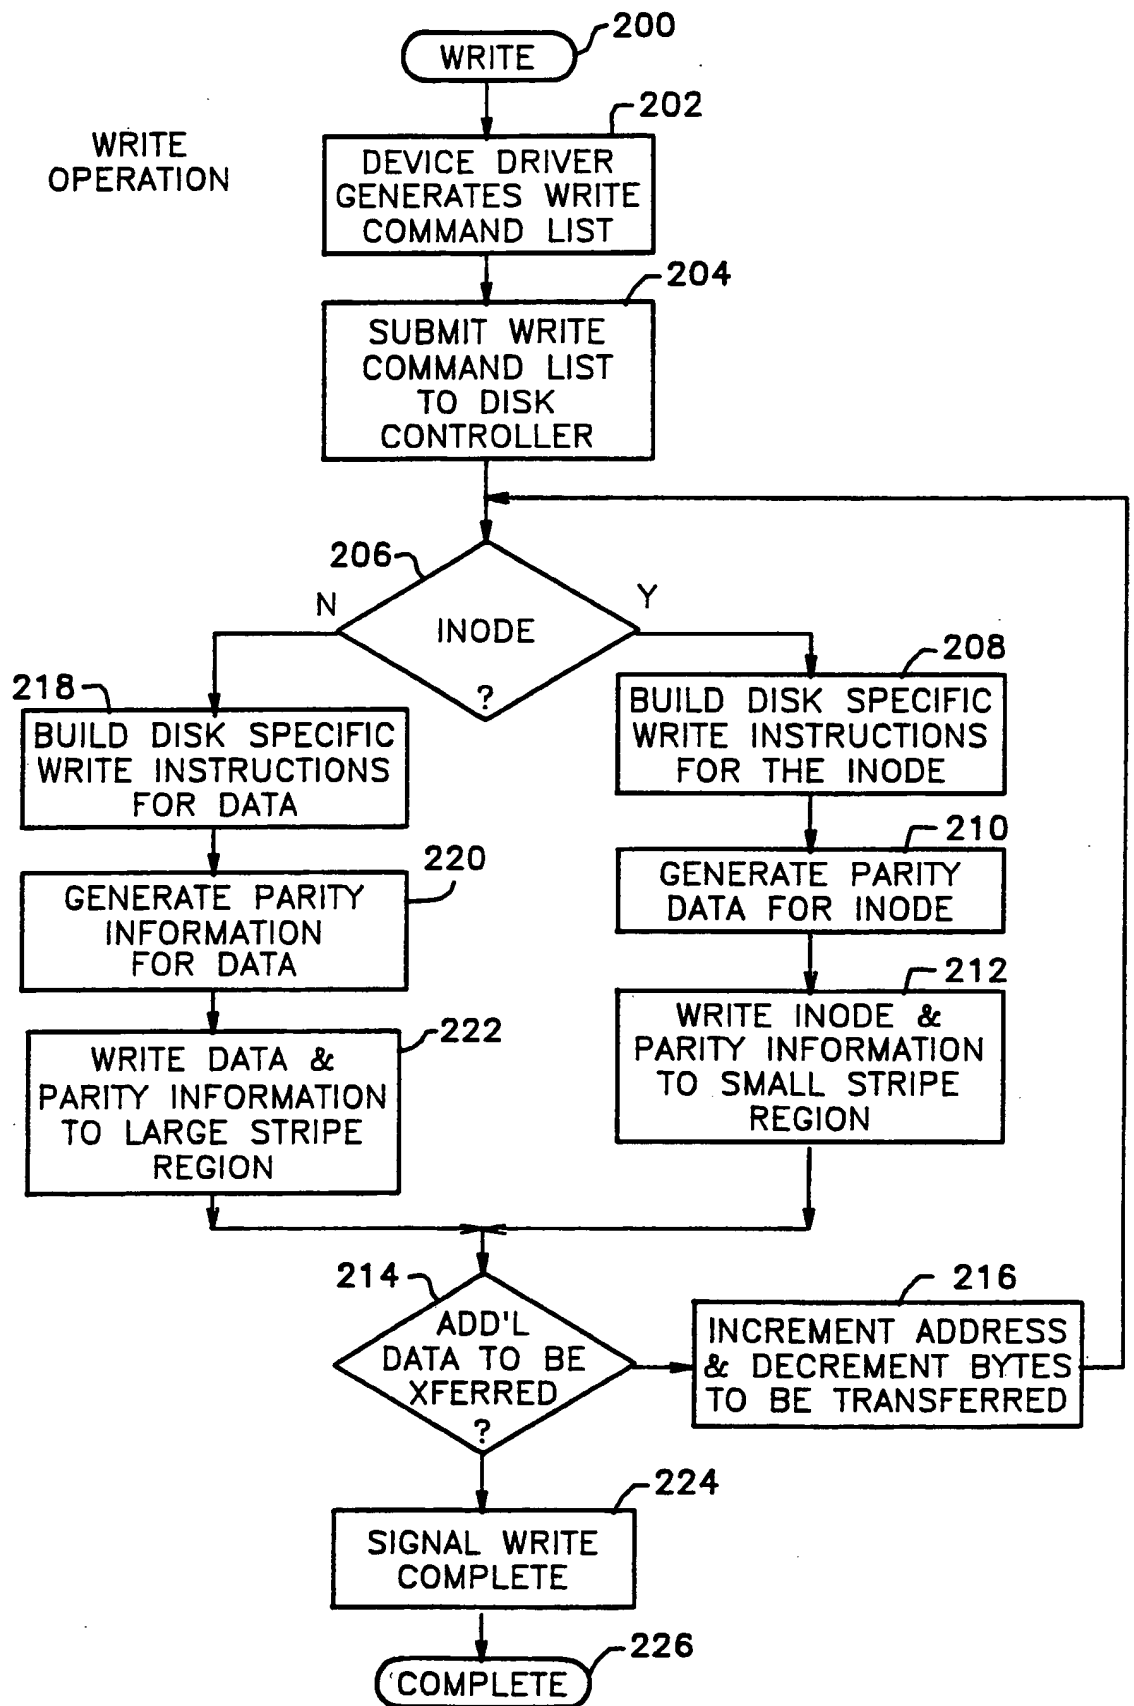 200
WRITE
202
WRITE
OPERATION
DEVICE DRIVER
GENERATES WRITE
COMMAND LIST
204
SUBMIT WRITE
COMMAND LIST
TO DISK
CONTROLLER
206
N
Y
INODE
?
218
BUILD DISK SPECIFIC
WRITE INSTRUCTIONS
FOR DATA
208
BUILD DISK SPECIFIC
WRITE INSTRUCTIONS
FOR THE INODE
220
GENERATE PARITY
INFORMATION
FOR DATA
210
GENERATE PARITY
DATA FOR INODE
222
WRITE DATA &
PARITY INFORMATION
TO LARGE STRIPE
REGION
212
WRITE INODE &
PARITY INFORMATION
TO SMALL STRIPE
REGION
214
ADD'L
DATA TO BE
XFERRED
?
216
INCREMENT ADDRESS
& DECREMENT BYTES
TO BE TRANSFERRED
224
SIGNAL WRITE
COMPLETE
226
COMPLETE